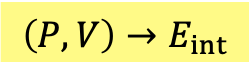 (P, V) → E_int